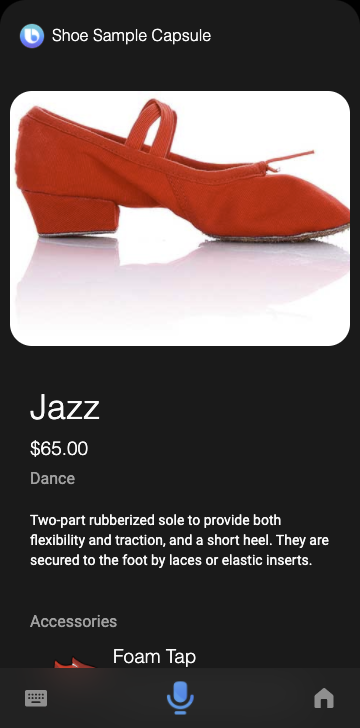 Shoe Sample Capsule
Jazz
$65.00
Dance
Two-part rubberized sole to provide both
flexibility and traction, and a short heel. They are
secured to the foot by laces or elastic inserts.
Accessories
Foam Tap